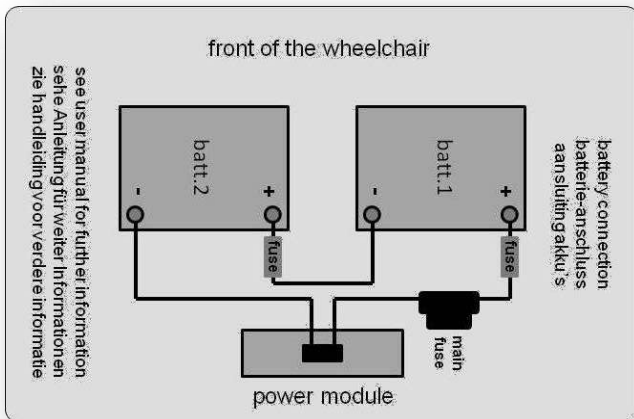 front of the wheelchair
see user manual for further information
sehe Anleitung für weiter Informationen
zie handleiding voor verdere informatie
batt.2
-
+
fuse
batt.1
-
+
fuse
battery connection
batterie-anschluss
aansluiting akku`s
main
fuse
power module